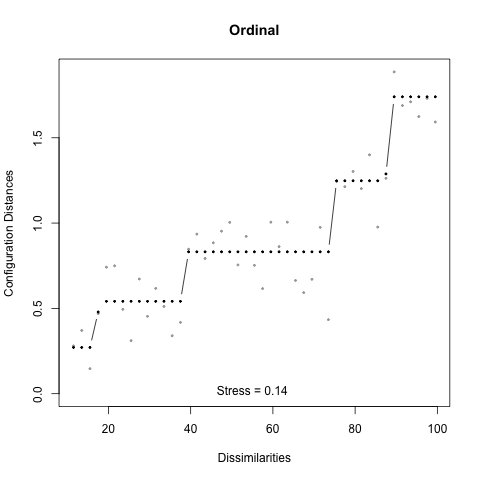 Ordinal
Configuration Distances
1.5
1.0
0.5
0.0
Stress = 0.14
20 40 60 80 100
Dissimilarities